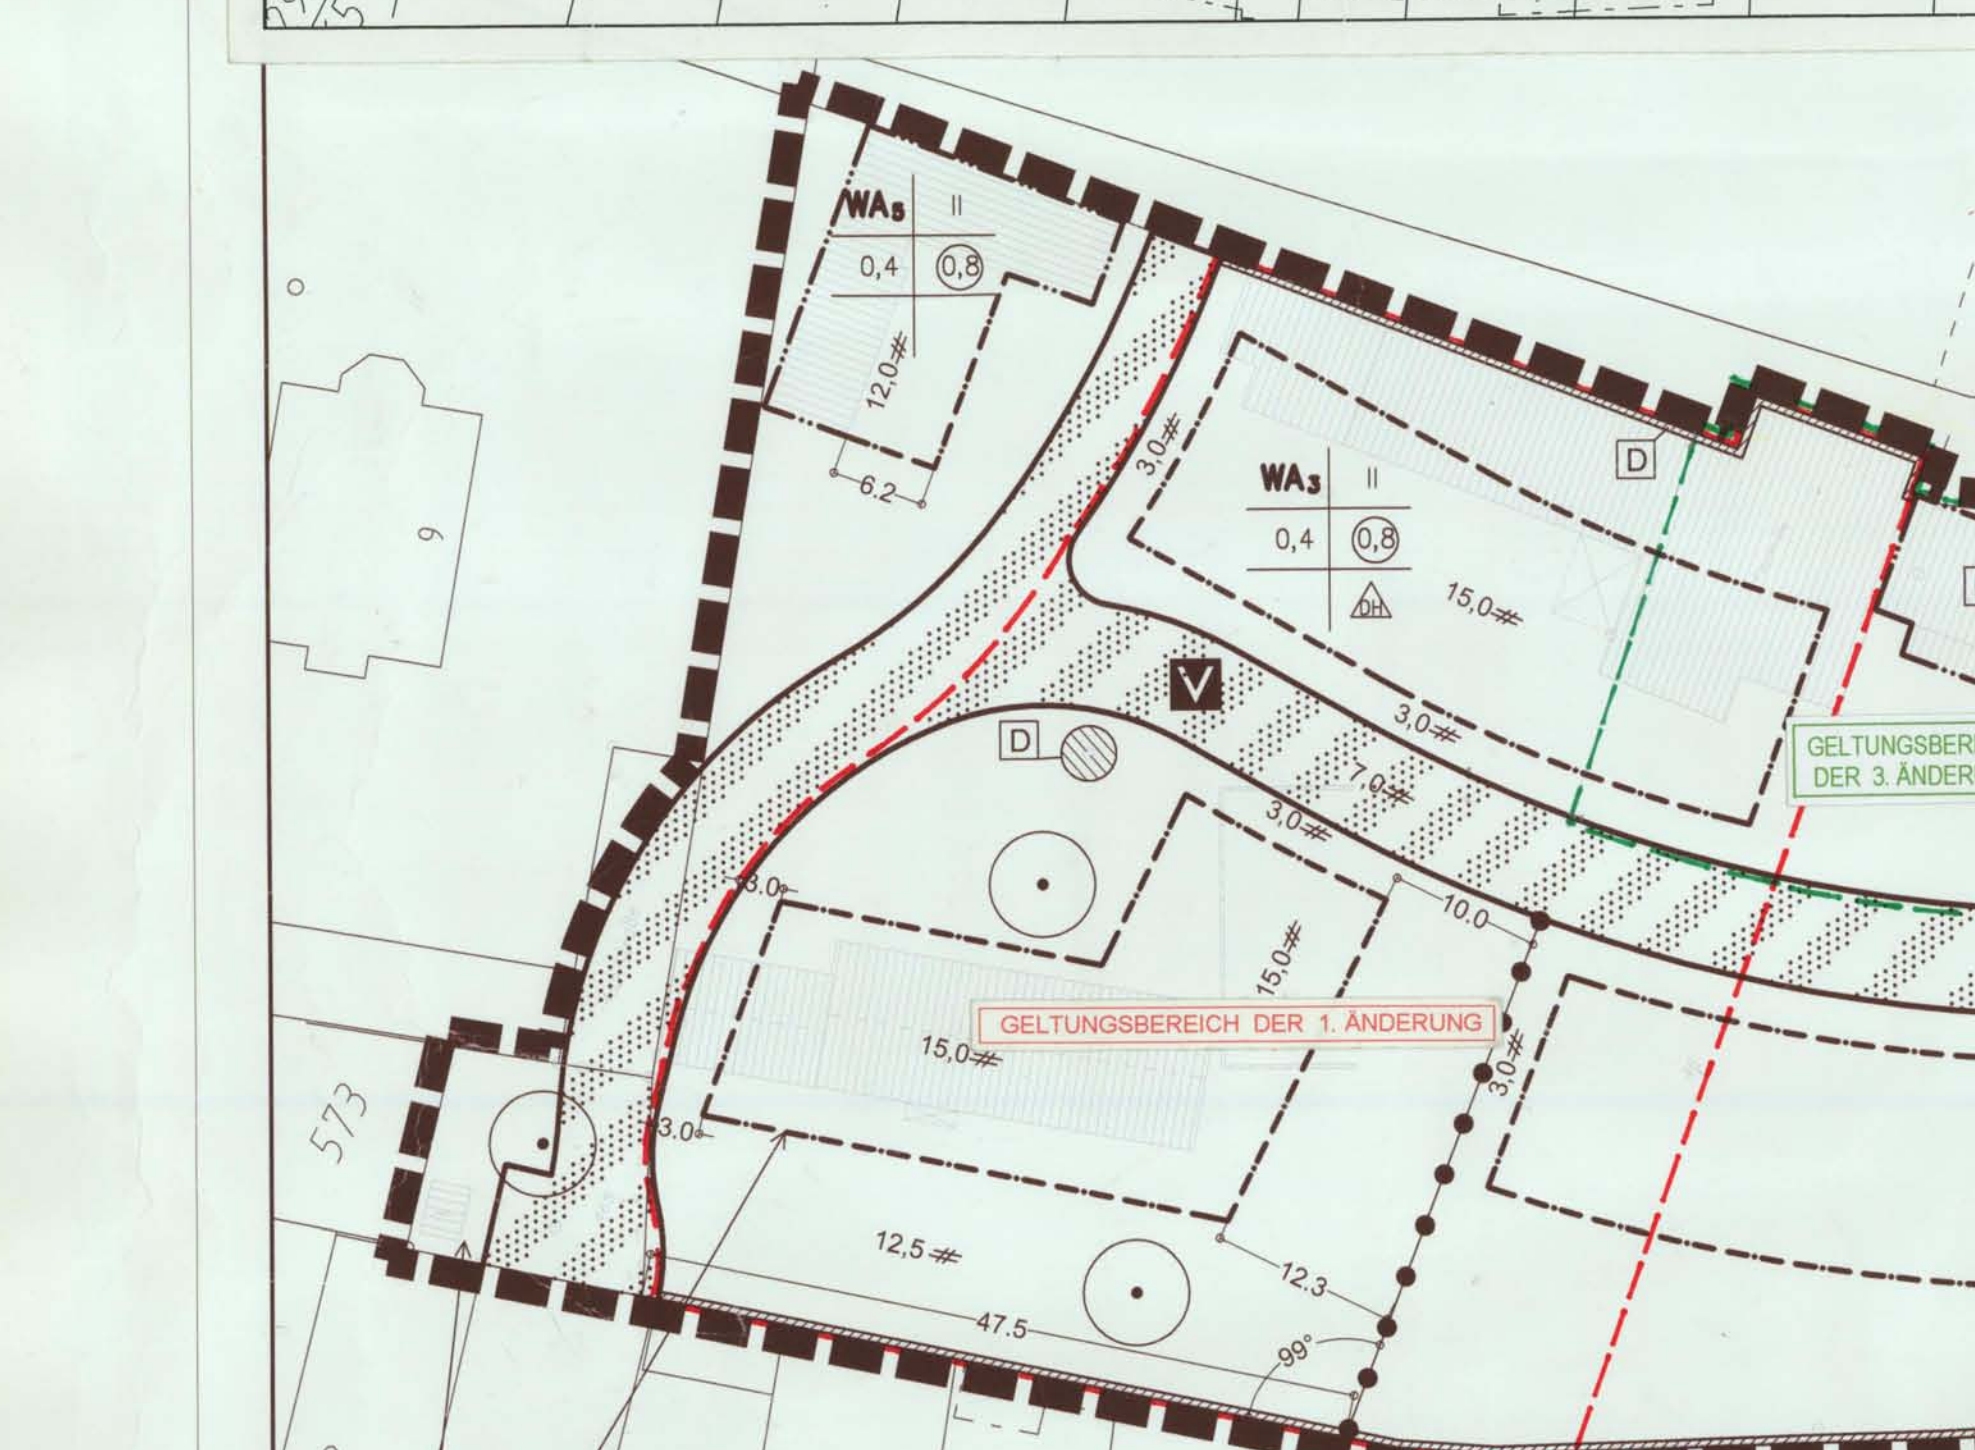 WA5 II
0,4 0,8
12,0
6.2
3,0
D
WA3 II
0,4 0,8
DH
15,0
9
V
3,0
D
7,0
3,0
GELTUNGSBERE
DER 3. ÄNDER
3.0
10.0
15,0
GELTUNGSBEREICH DER 1. ÄNDERUNG
15,0
3,0
573
3.0
12,5
12.3
47.5
99°